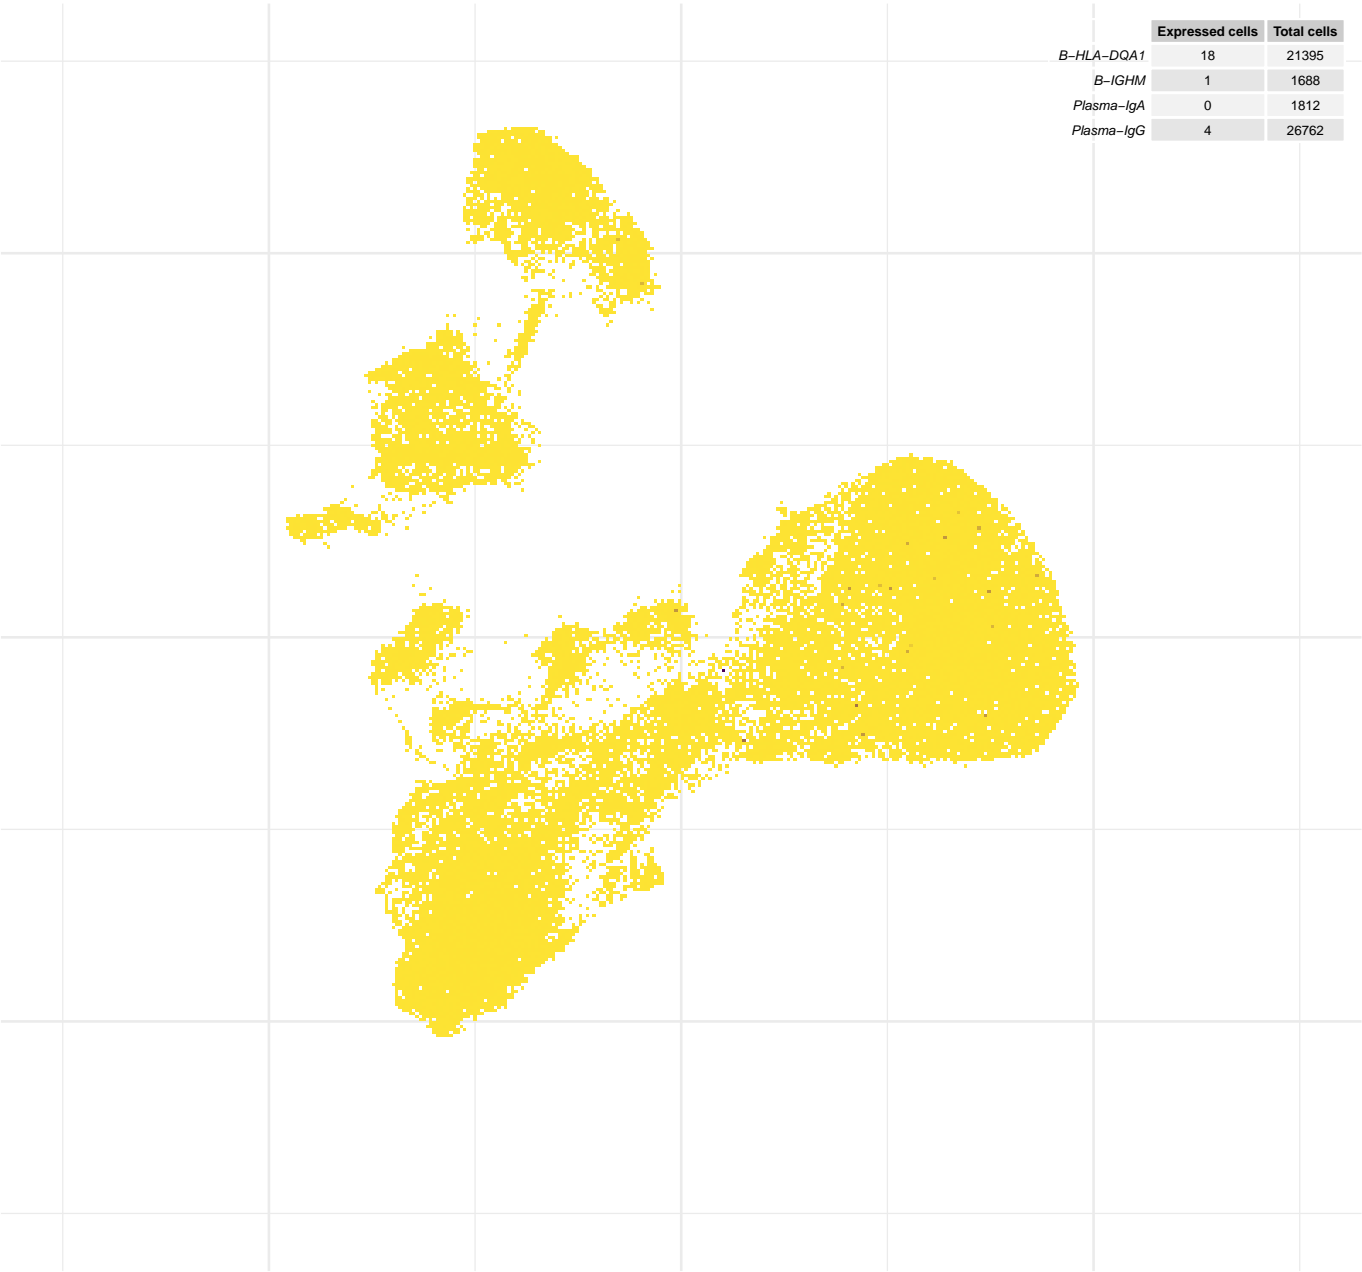 Expressed cells Total cells
B−HLA−DQA1 18 21395
B−IGHM 1 1688
Plasma−IgA 0 1812
Plasma−IgG 4 26762